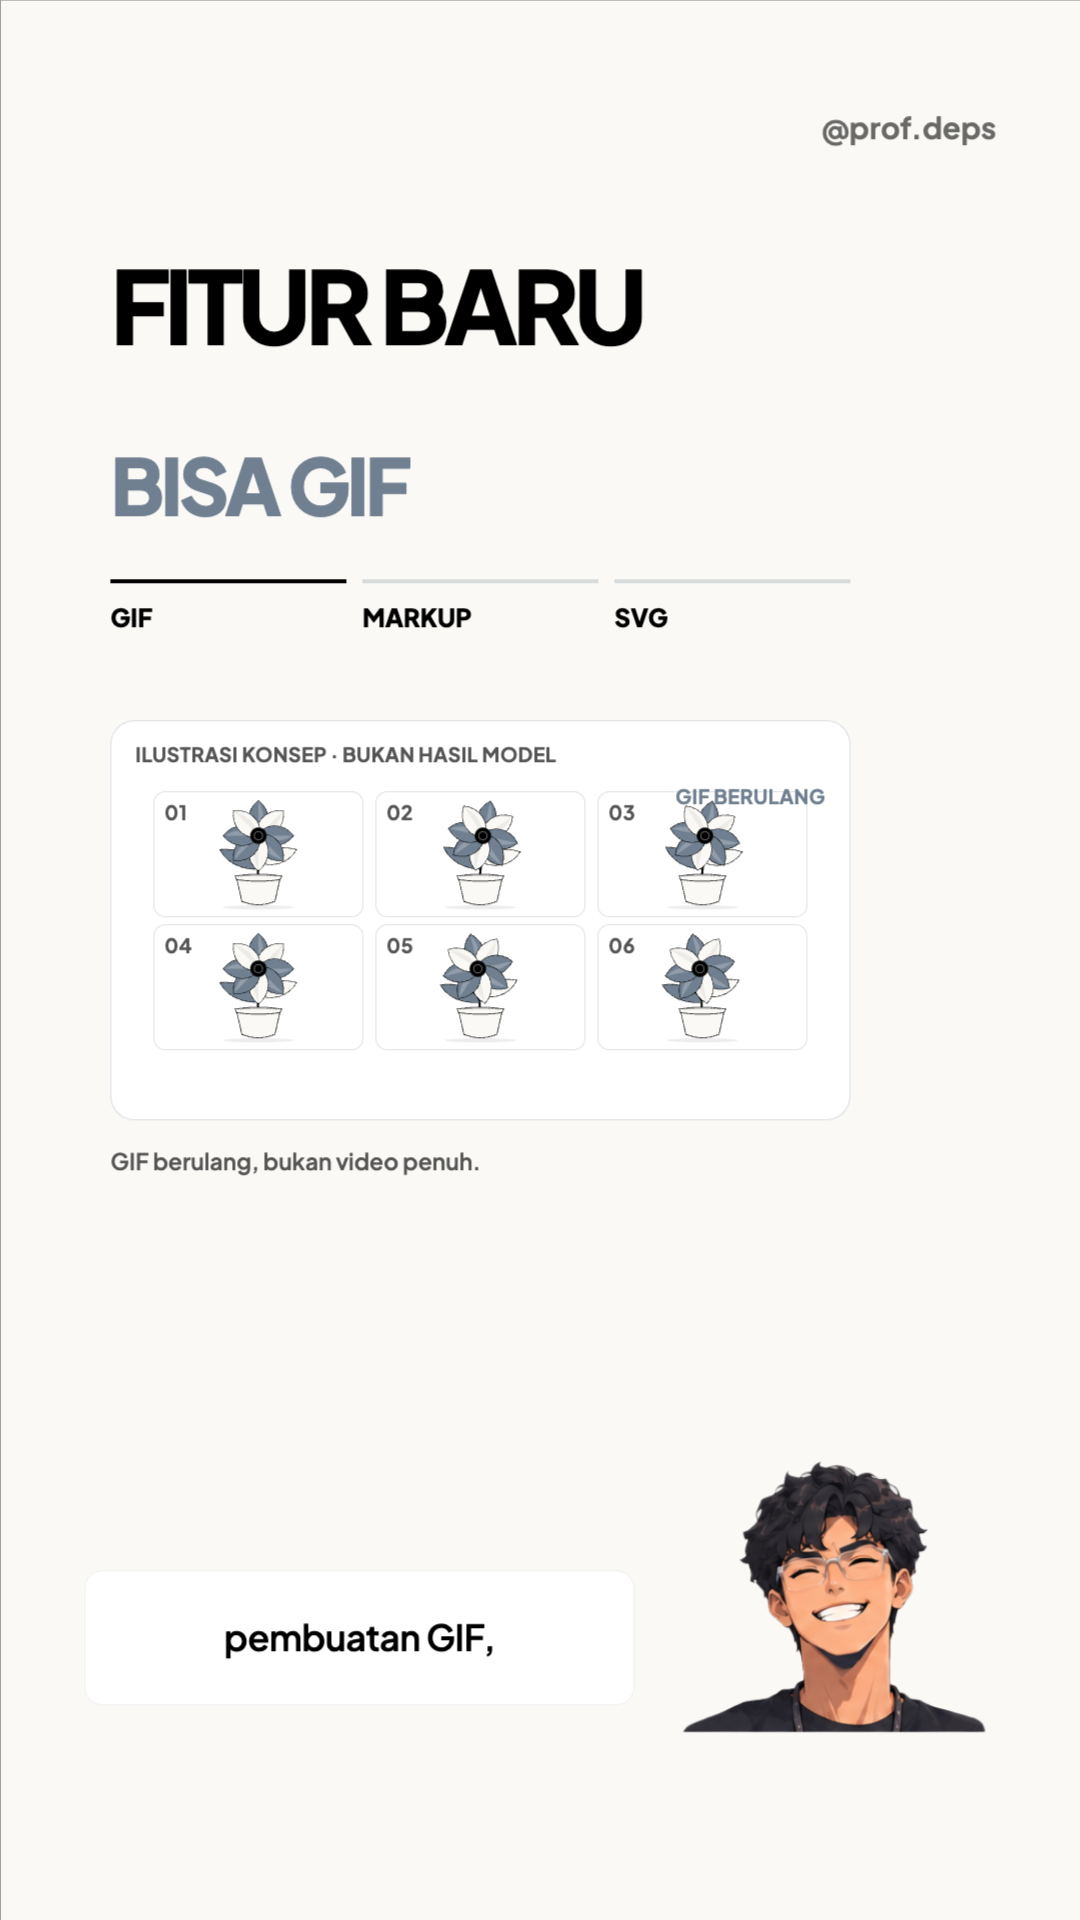 @prof.deps
FITUR BARU
BISA GIF
GIF
MARKUP
SVG
ILUSTRASI KONSEP · BUKAN HASIL MODEL
GIF BERULANG
01
02
03
04
05
06
GIF berulang, bukan video penuh.
pembuatan GIF,